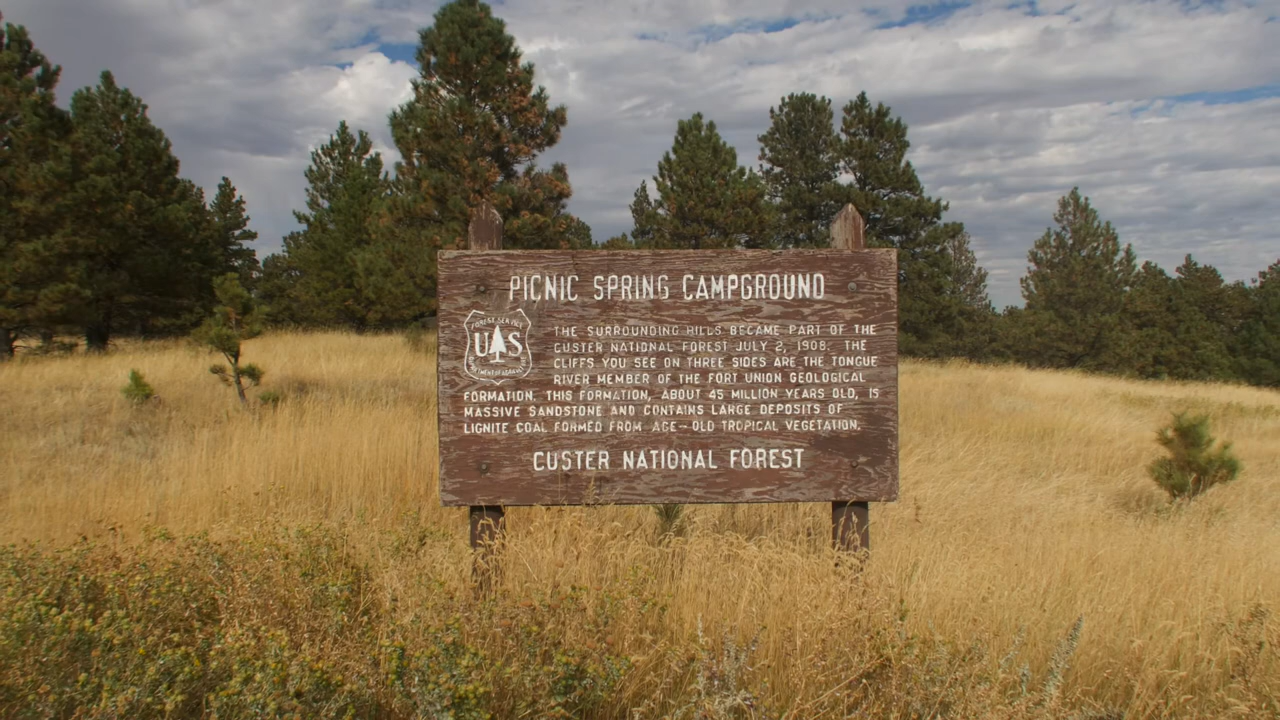 PICNIC SPRING CAMPGROUND
FOREST SERVICE
U S
DEPARTMENT OF AGRICULTURE
THE SURROUNDING HILLS BECAME PART OF THE
CUSTER NATIONAL FOREST JULY 2, 1908. THE
CLIFFS YOU SEE ON THREE SIDES ARE THE TONGUE
RIVER MEMBER OF THE FORT UNION GEOLOGICAL
FORMATION. THIS FORMATION, ABOUT 45 MILLION YEARS OLD, IS
MASSIVE SANDSTONE AND CONTAINS LARGE DEPOSITS OF
LIGNITE COAL FORMED FROM AGE-OLD TROPICAL VEGETATION.
CUSTER NATIONAL FOREST